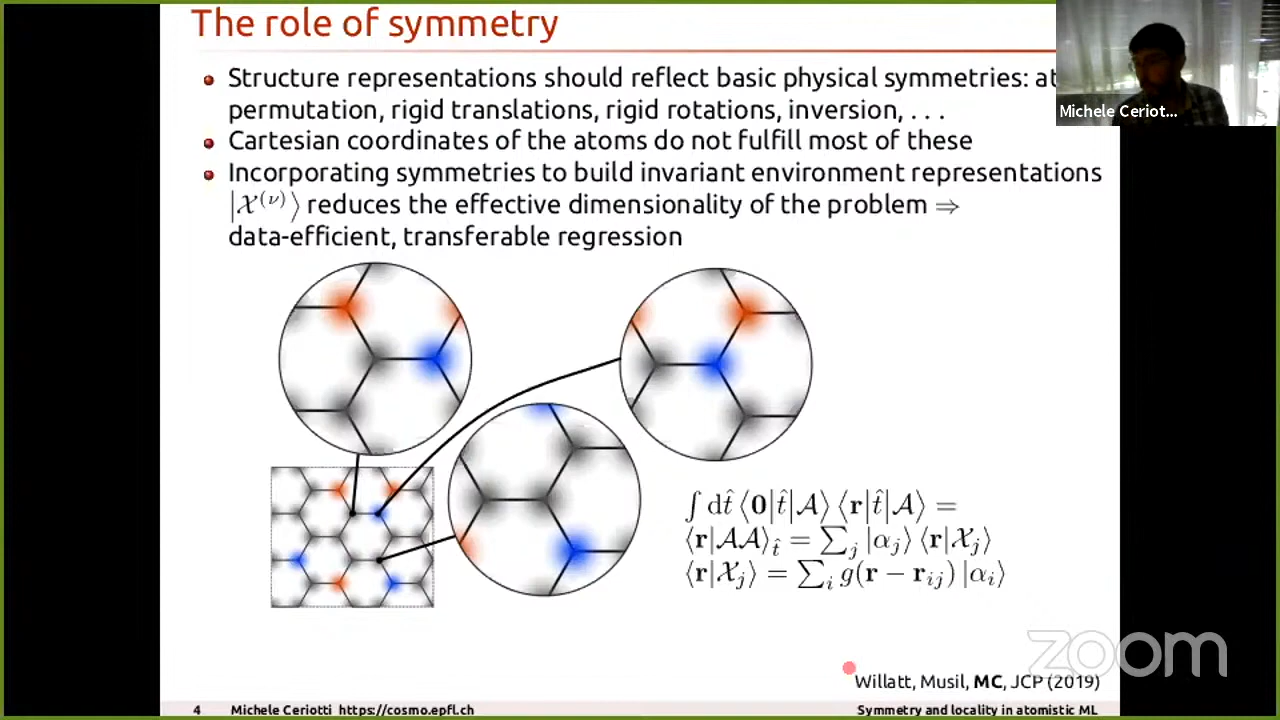 The role of symmetry
Structure representations should reflect basic physical symmetries:
permutation, rigid translations, rigid rotations, inversion, . . .
Cartesian coordinates of the atoms do not fulfill most of these
Incorporating symmetries to build invariant environment representations
|𝒳^(ν)⟩ reduces the effective dimensionality of the problem ⇒
data-efficient, transferable regression
Michele Ceriot...
∫ dt̂ ⟨0|t̂|𝒜⟩ ⟨r|t̂|𝒜⟩ =
⟨r|𝒜𝒜⟩_t̂ = ∑_j |α_j⟩ ⟨r|𝒳_j⟩
⟨r|𝒳_j⟩ = ∑_i g(r − r_ij) |α_i⟩
zoom
Willatt, Musil, MC, JCP (2019)
4 Michele Ceriotti https://cosmo.epfl.ch Symmetry and locality in atomistic ML